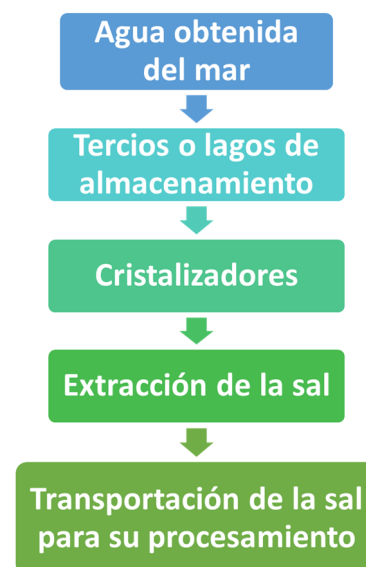 Agua obtenida
del mar
Tercios o lagos de
almacenamiento
Cristalizadores
Extracción de la sal
Transportación de la sal
para su procesamiento